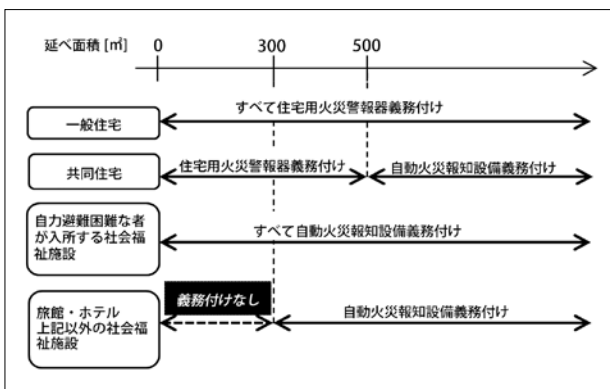 延べ面積 [㎡] 0 300 500
すべて住宅用火災警報器義務付け
一般住宅
住宅用火災警報器義務付け 自動火災報知設備義務付け
共同住宅
自力避難困難な者
が入所する社会福
祉施設
すべて自動火災報知設備義務付け
義務付けなし
旅館・ホテル
上記以外の社会福
祉施設
自動火災報知設備義務付け